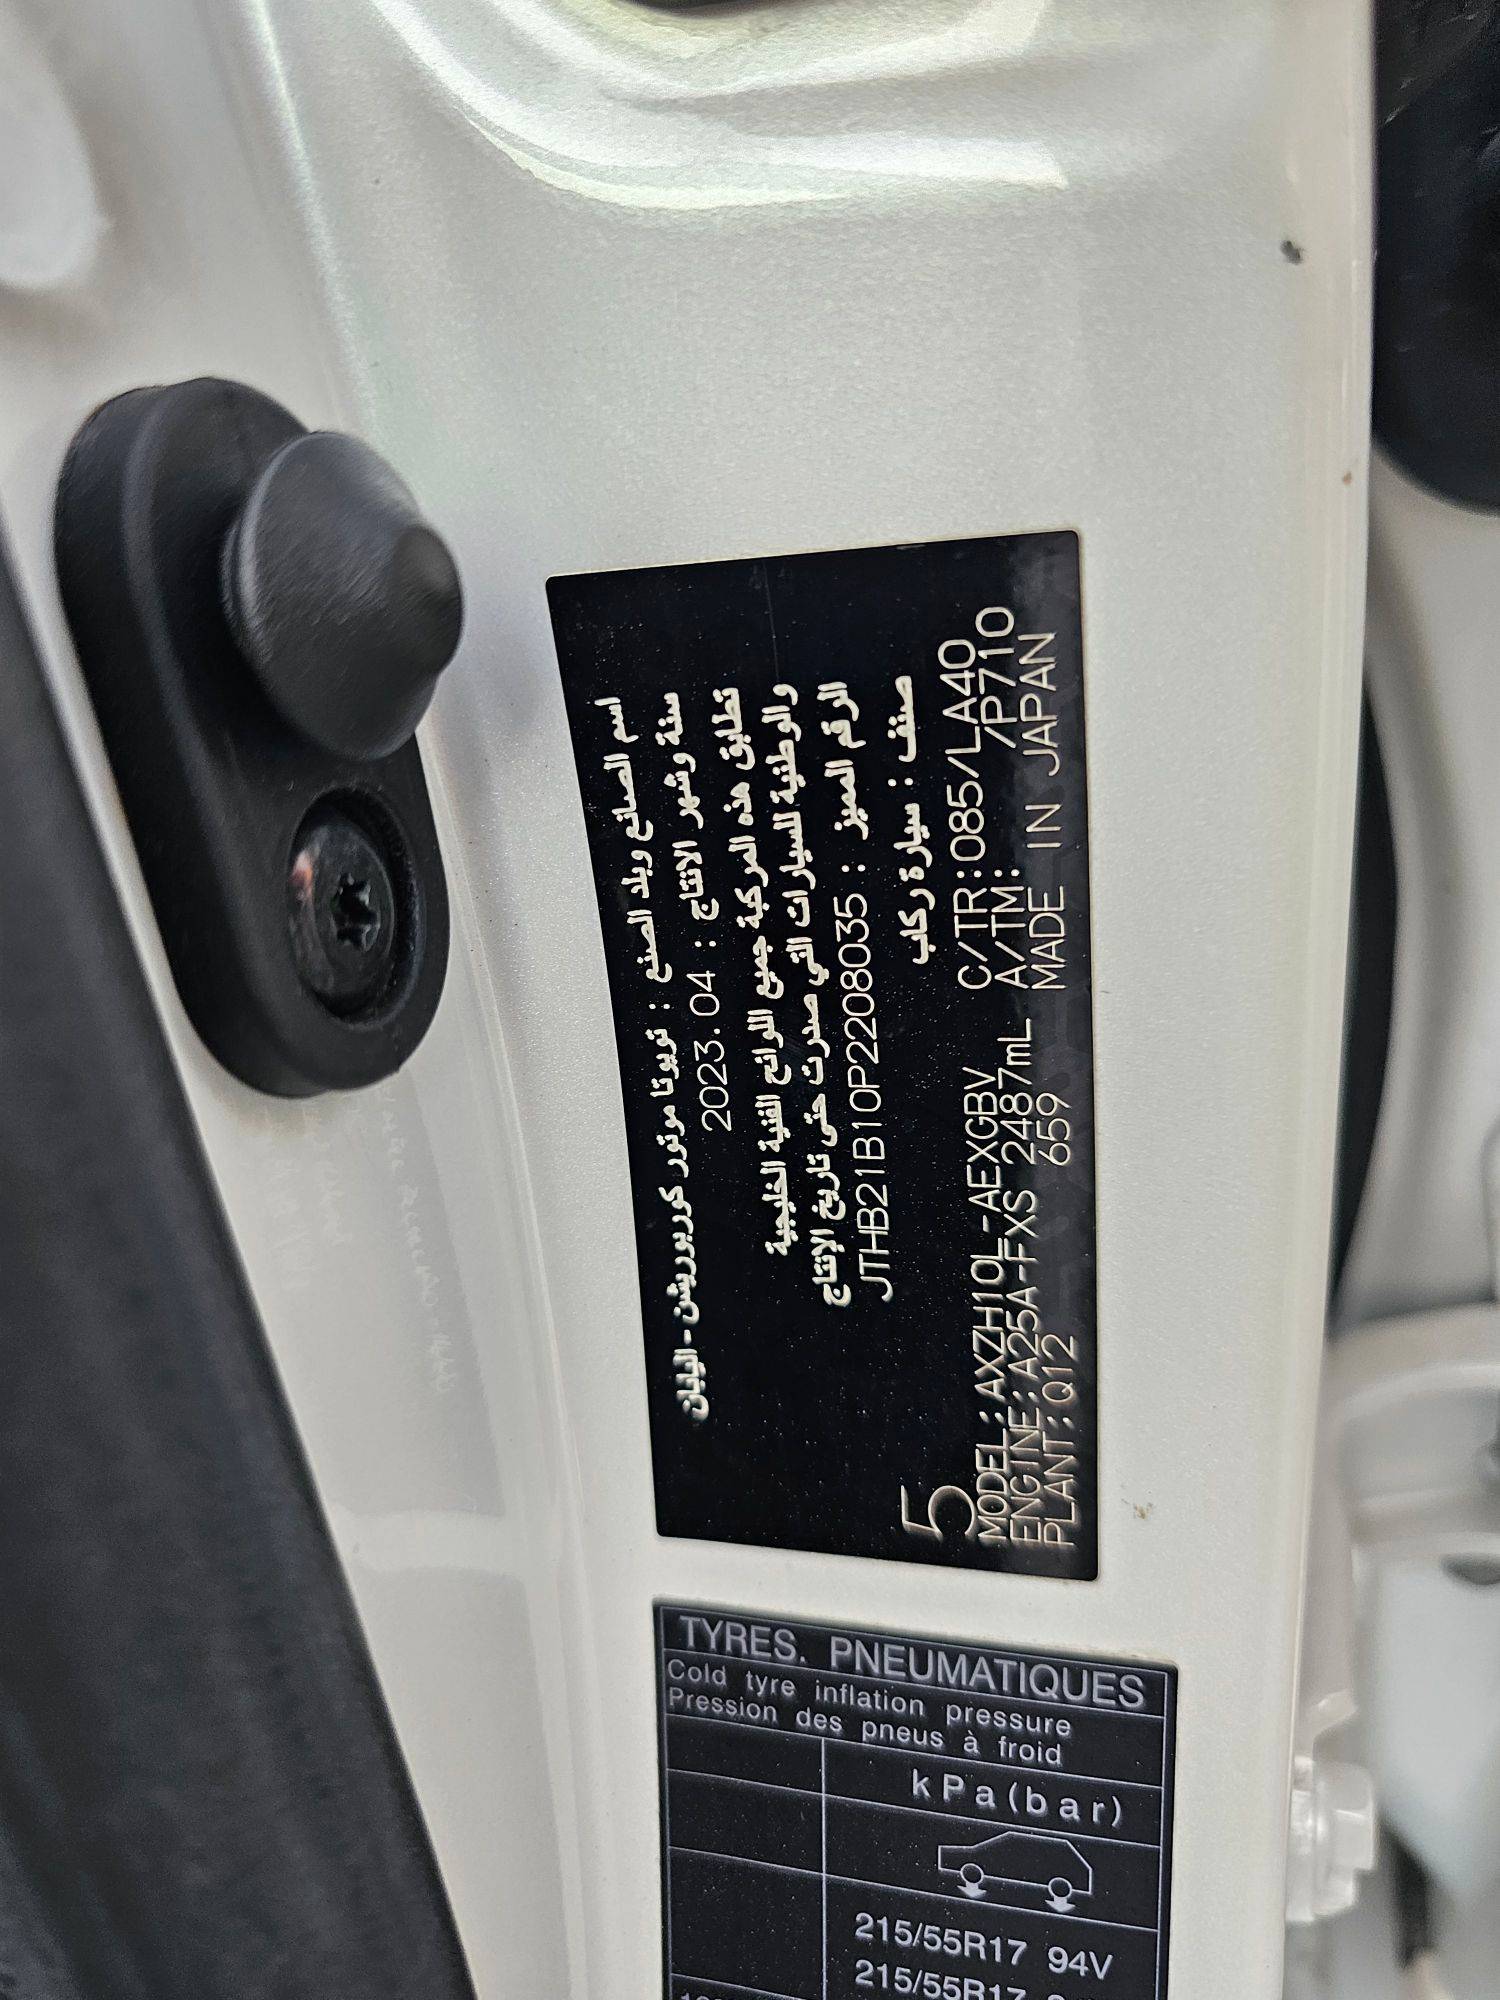 اسم الصانع وبلد الصنع : تويوتا موتور كوربوريشن - اليابان
سنة وشهر الانتاج : 2023.04
تطابق هذه المركبة جميع اللوائح الفنية الخليجية
والوطنية للسيارات التي صدرت حتى تاريخ الإنتاج
الرقم المميز : JTHB21B10P2208035
صنف : سيارة ركاب
5
MODEL:AXZH10L-AEXGBV C/TR:085/LA40
ENGINE:A25A-FXS 2487mL A/TM: /P710
PLANT:Q12 659 MADE IN JAPAN
TYRES. PNEUMATIQUES
Cold tyre inflation pressure
Pression des pneus à froid
kPa(bar)
215/55R17 94V
215/55R17